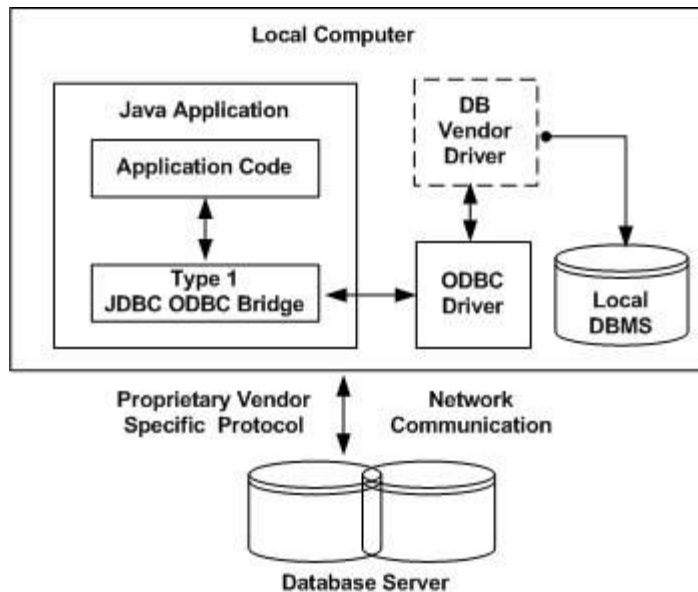 Local Computer
Java Application
Application Code
Type 1
JDBC ODBC Bridge
DB
Vendor
Driver
ODBC
Driver
Local
DBMS
Proprietary Vendor
Specific Protocol
Network
Communication
Database Server